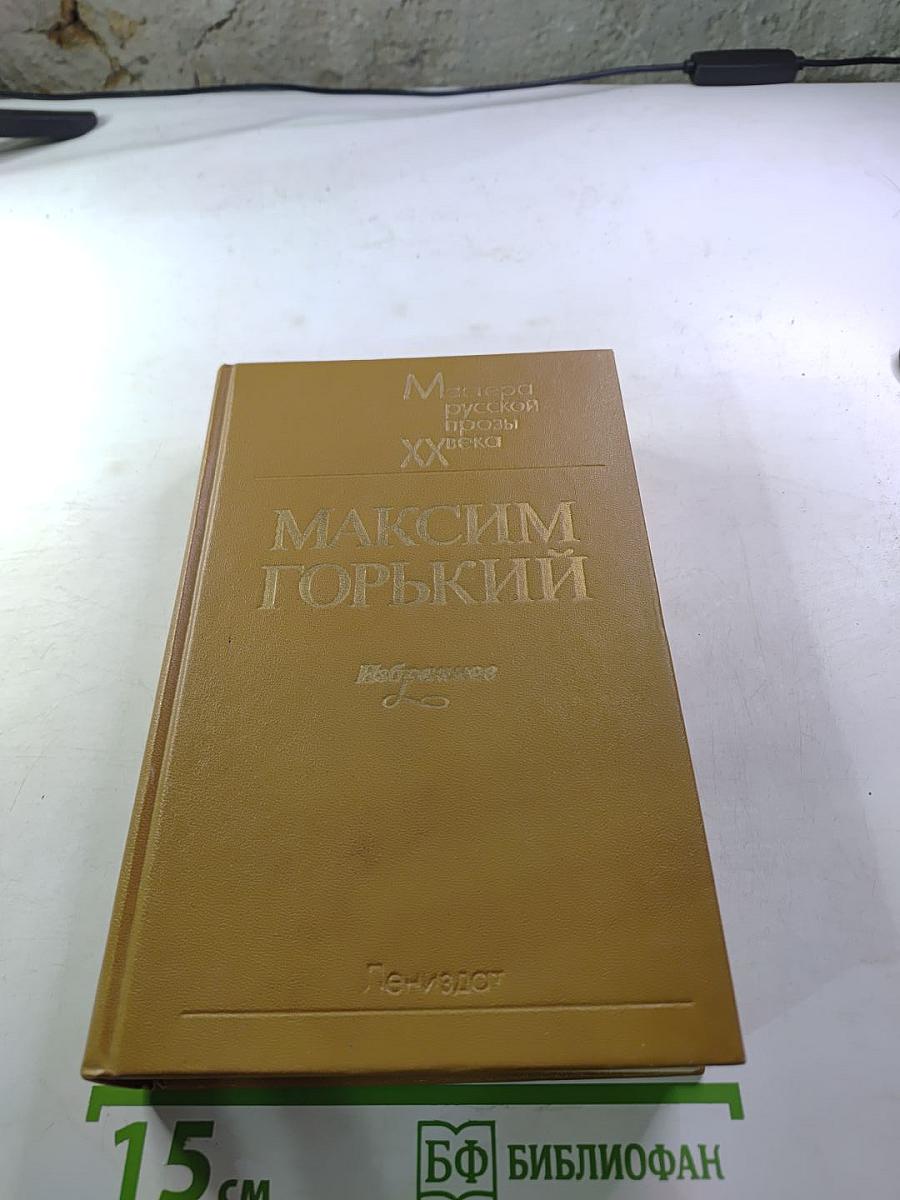 Мастера
русской
прозы
XX века
МАКСИМ
ГОРЬКИЙ
Избранное
Лениздат
15 см
БФ БИБЛИОФАН